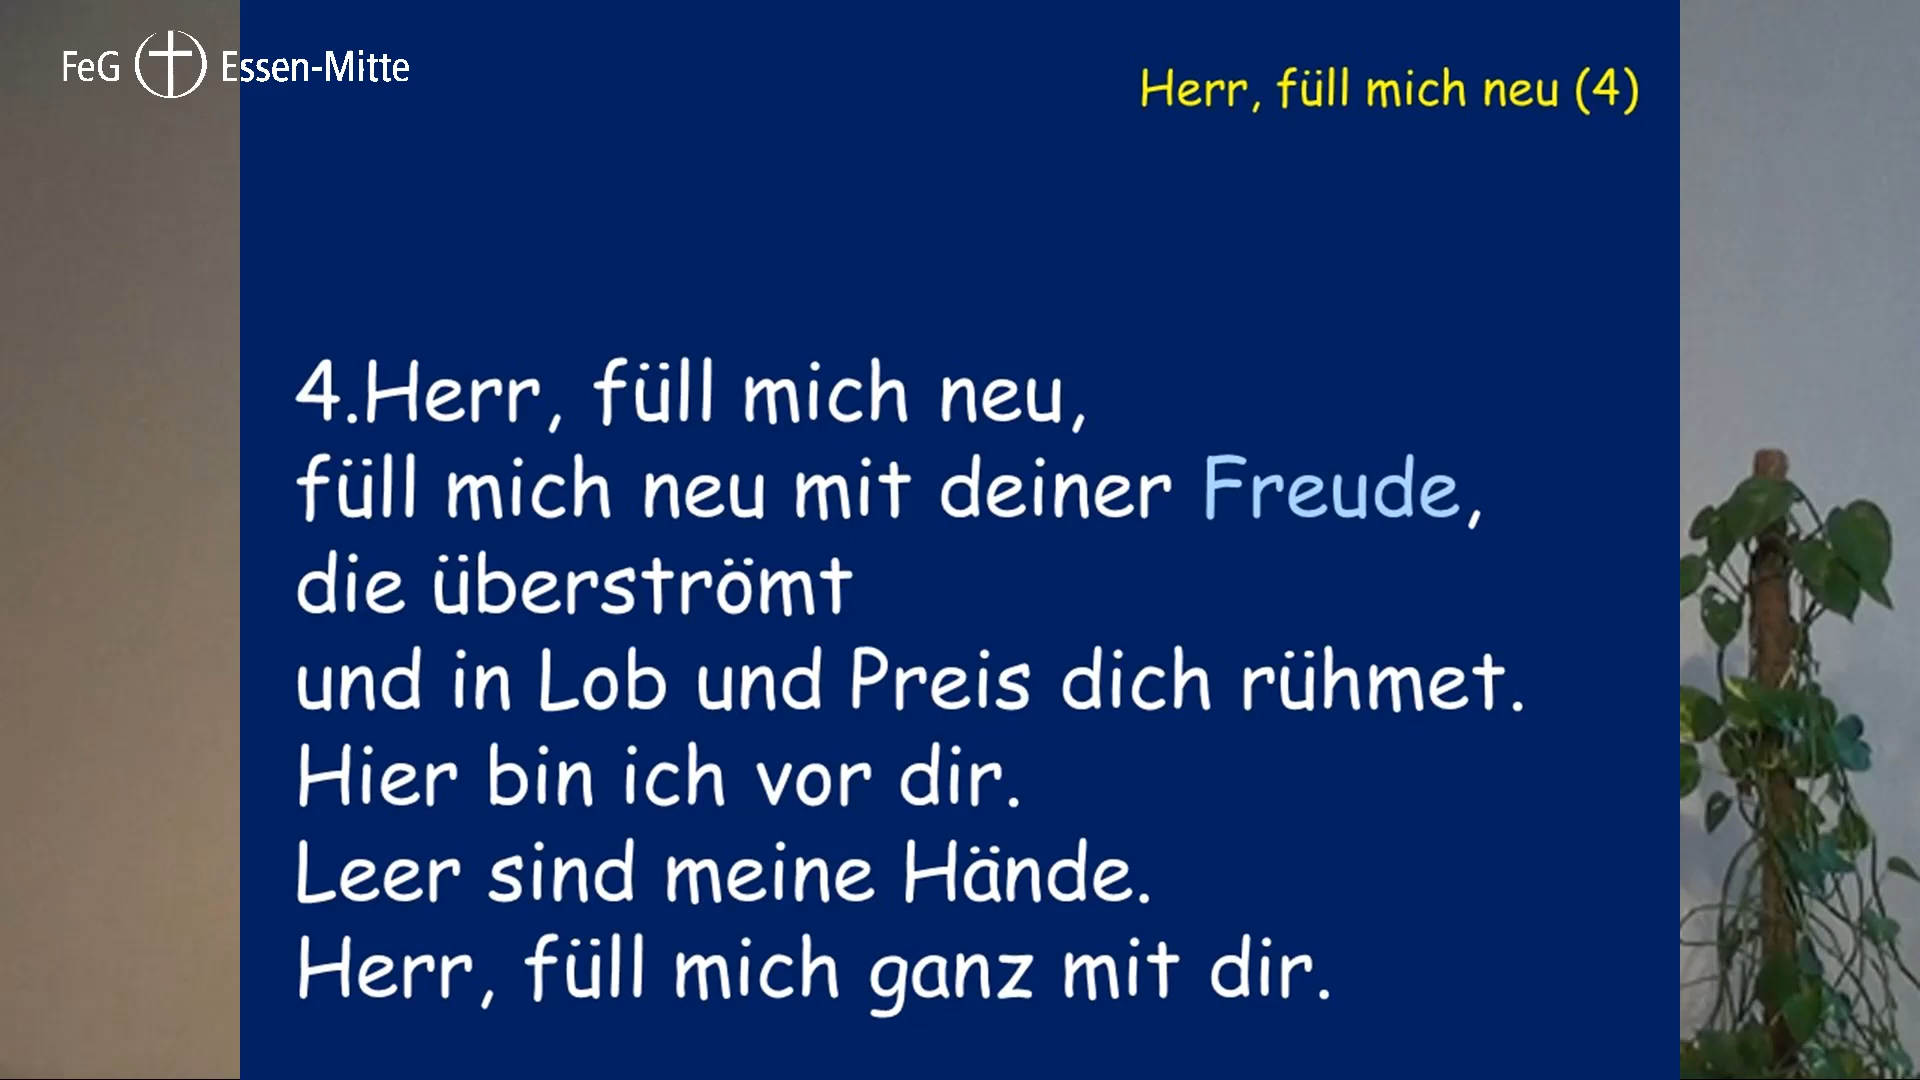 FeG Essen-Mitte
Herr, füll mich neu (4)
4.Herr, füll mich neu,
füll mich neu mit deiner Freude,
die überströmt
und in Lob und Preis dich rühmet.
Hier bin ich vor dir.
Leer sind meine Hände.
Herr, füll mich ganz mit dir.